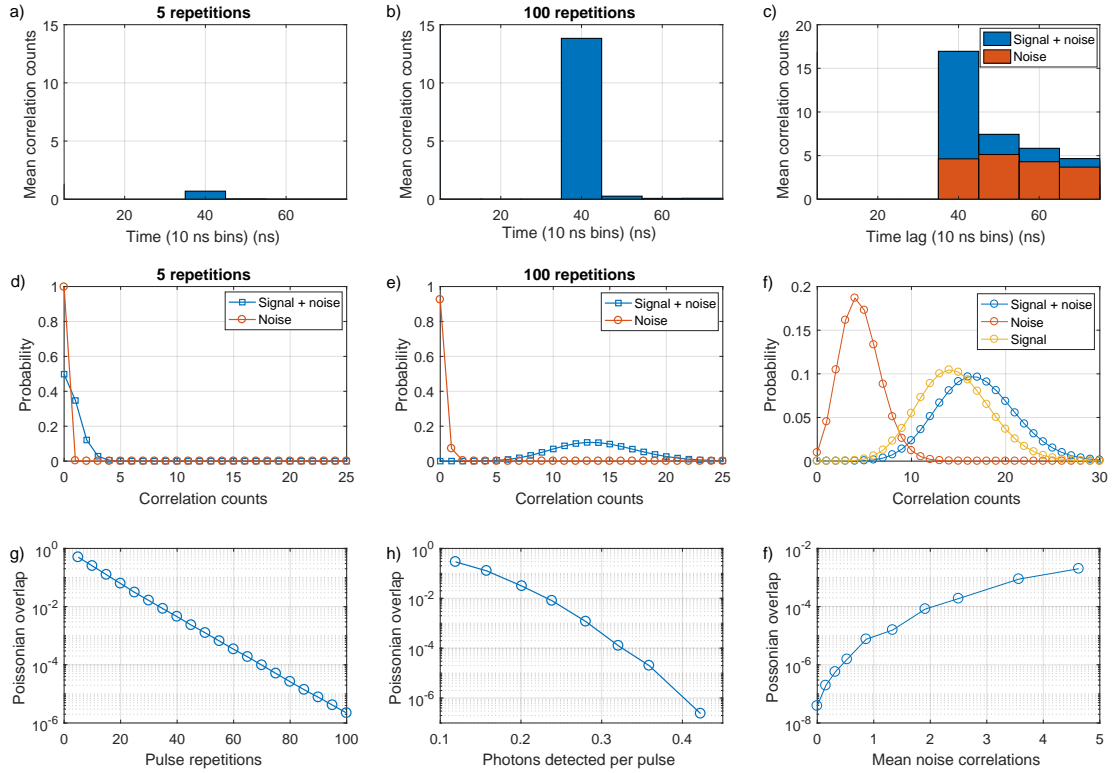 a)
5 repetitions
Mean correlation counts
15
10
5
0
20
40
60
Time (10 ns bins) (ns)
b)
100 repetitions
Mean correlation counts
15
10
5
0
20
40
60
Time (10 ns bins) (ns)
c)
Mean correlation counts
20
15
10
5
0
20
40
60
Time lag (10 ns bins) (ns)
Signal + noise
Noise
d)
5 repetitions
Probability
1
0.8
0.6
0.4
0.2
0
0
5
10
15
20
25
Correlation counts
Signal + noise
Noise
e)
100 repetitions
Probability
1
0.8
0.6
0.4
0.2
0
0
5
10
15
20
25
Correlation counts
Signal + noise
Noise
f)
Probability
0.2
0.15
0.1
0.05
0
0
10
20
30
Correlation counts
Signal + noise
Noise
Signal
g)
Poissonian overlap
10^0
10^-2
10^-4
10^-6
0
20
40
60
80
100
Pulse repetitions
h)
Poissonian overlap
10^0
10^-2
10^-4
10^-6
0.1
0.2
0.3
0.4
Photons detected per pulse
f)
Possonian overlap
10^-2
10^-4
10^-6
10^-8
0
1
2
3
4
5
Mean noise correlations